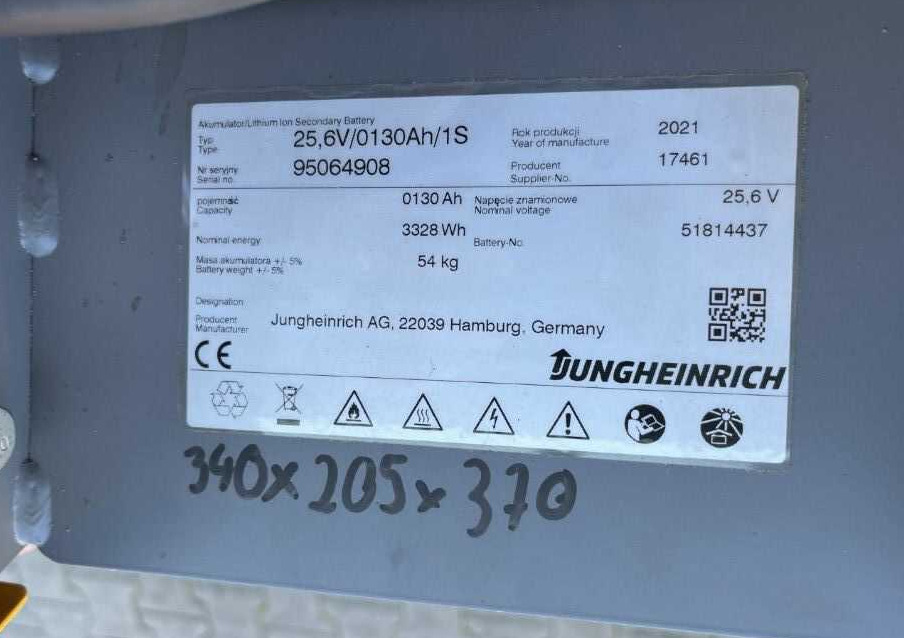 Akumulator/Lithium Ion Secondary Battery
Typ
Type
25,6V/0130Ah/1S
Rok produkcji
Year of manufacture
2021
Nr seryjny
Serial no.
95064908
Producent
Supplier-No.
17461
pojemność
Capacity
0130 Ah
Napięcie znamionowe
Nominal voltage
25,6 V
Nominal energy
3328 Wh
Battery-No.
51814437
Masa akumulatora +/- 5%
Battery weight +/- 5%
54 kg
Designation
Producent
Manufacturer
Jungheinrich AG, 22039 Hamburg, Germany
CE
JUNGHEINRICH
340x205x370